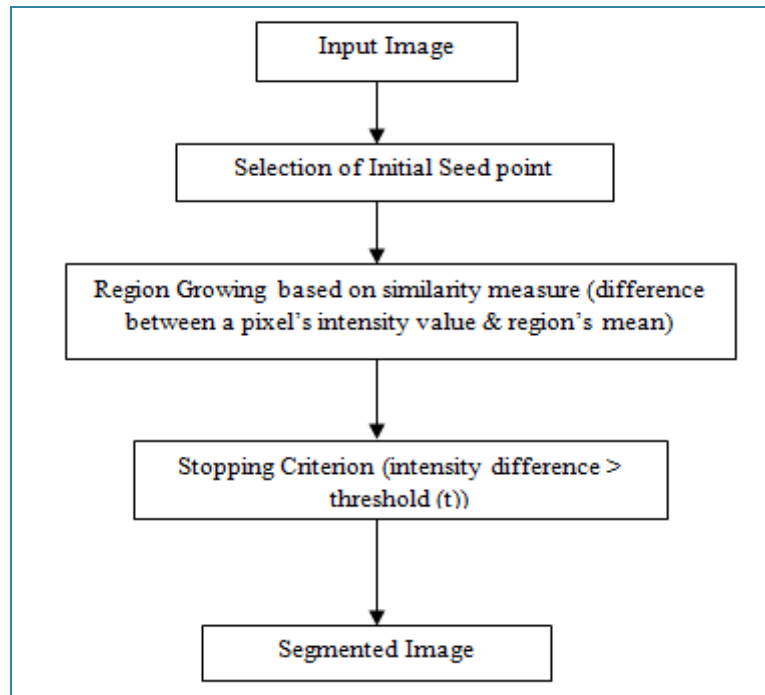 Input Image
Selection of Initial Seed point
Region Growing based on similarity measure (difference
between a pixel’s intensity value & region’s mean)
Stopping Criterion (intensity difference >
threshold (t))
Segmented Image